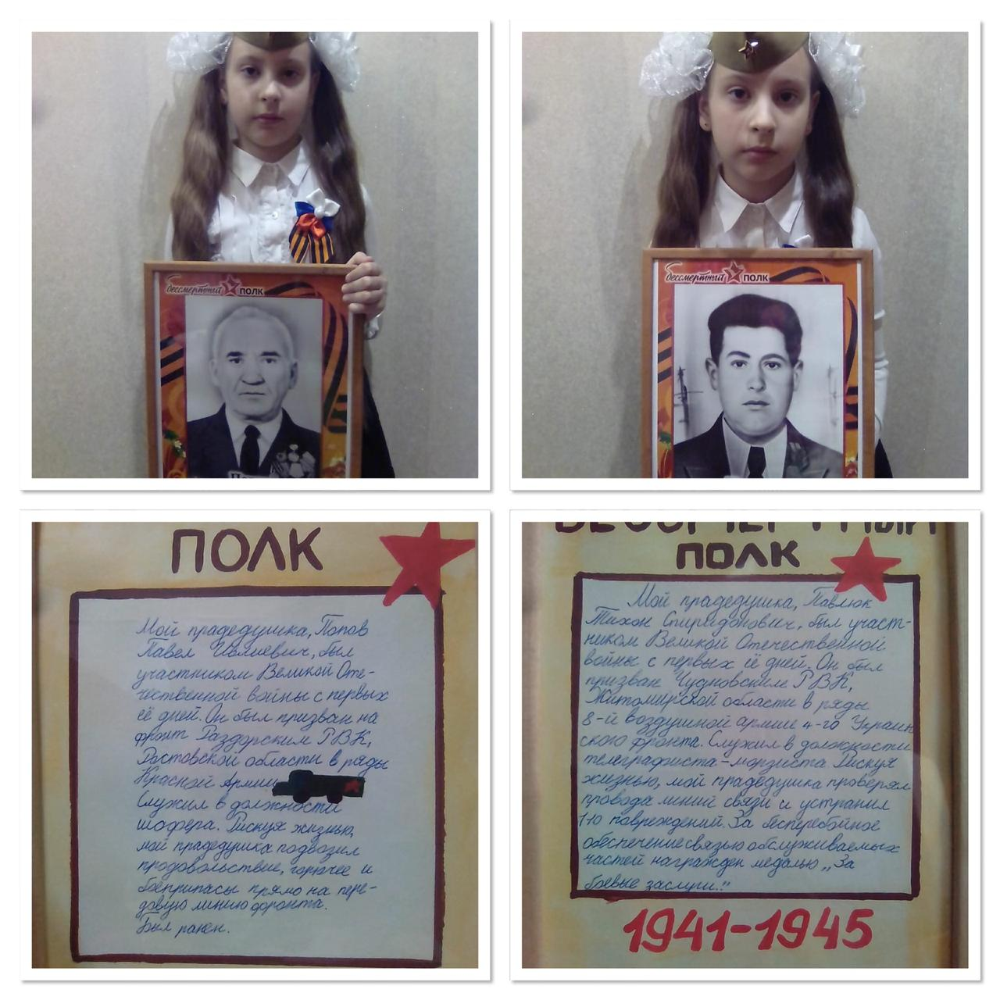 бессмертный ПОЛК
бессмертный ПОЛК
ПОЛК
Мой прадедушка, Попов
Павел Ивлиевич, был
участником Великой Оте-
чественной войны с первых
её дней. Он был призван на
фронт Раздорским РВК,
Ростовской области в ряды
Красной Армии
Служил в должности
шофера. Рискуя жизнью,
мой прадедушка подвозил
продовольствие, горючее и
боеприпасы прямо на пере-
довую линию фронта.
Был ранен.
БЕССМЕРТНЫЙ
ПОЛК
Мой прадедушка, Павлюк
Тихон Спиридонович, был участ-
ником Великой Отечественной
войны с первых её дней. Он был
призван Чудновским РВК,
Житомирской области в ряды
8-й воздушной армии 4-го Украин
ского фронта. Служил в должности
телеграфиста-морзиста. Рискуя
жизнью, мой прадедушка проверял
провода линий связи и устранил
110 повреждений. За бесперебойное
обеспечение связью обслуживаемых
частей награжден медалью „За
боевые заслуги."
1941-1945